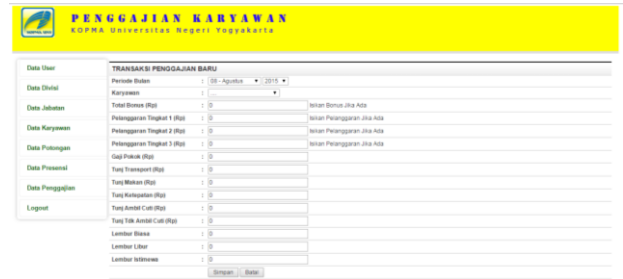 PENGGAJIAN KARYAWAN
KOPMA Universitas Negeri Yogyakarta
Data User
Data Divisi
Data Jabatan
Data Karyawan
Data Potongan
Data Presensi
Data Penggajian
Logout
TRANSAKSI PENGGAJIAN BARU
Periode Bulan : 08 - Agustus 2015
Karyawan : ....
Total Bonus (Rp) : 0 Isikan Bonus Jika Ada
Pelanggaran Tingkat 1 (Rp) : 0 Isikan Pelanggaran Jika Ada
Pelanggaran Tingkat 2 (Rp) : 0 Isikan Pelanggaran Jika Ada
Pelanggaran Tingkat 3 (Rp) : 0 Isikan Pelanggaran Jika Ada
Gaji Pokok (Rp) : 0
Tunj Transport (Rp) : 0
Tunj Makan (Rp) : 0
Tunj Ketepatan (Rp) : 0
Tunj Ambil Cuti (Rp) : 0
Tunj Tdk Ambil Cuti (Rp) : 0
Lembur Biasa : 0
Lembur Libur : 0
Lembur Istimewa : 0
Simpan Batal